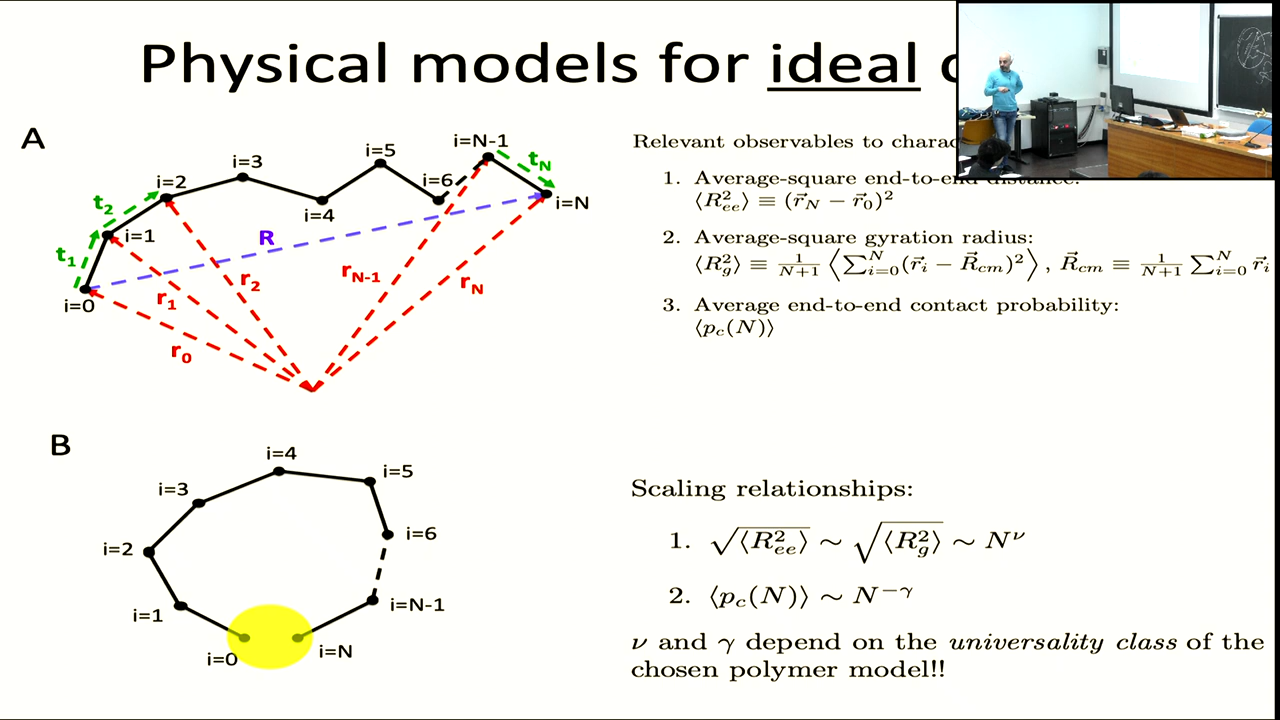 Physical models for ideal
A
i=0
i=1
i=2
i=3
i=4
i=5
i=6
i=N-1
i=N
t1
t2
tN
R
r0
r1
r2
rN-1
rN
Relevant observables to
1. Average-square end-to-end distance:
⟨R²ee⟩ ≡ (r⃗N − r⃗0)²
2. Average-square gyration radius:
⟨R²g⟩ ≡ 1/(N+1) ⟨∑ᴺi=0(r⃗i − R⃗cm)²⟩ , R⃗cm ≡ 1/(N+1) ∑ᴺi=0 r⃗i
3. Average end-to-end contact probability:
⟨pc(N)⟩
B
i=4
i=5
i=3
i=6
i=2
i=N-1
i=1
i=0
i=N
Scaling relationships:
1. √⟨R²ee⟩ ∼ √⟨R²g⟩ ∼ Nᵛ
2. ⟨pc(N)⟩ ∼ N⁻ᵞ
ν and γ depend on the universality class of the
chosen polymer model!!